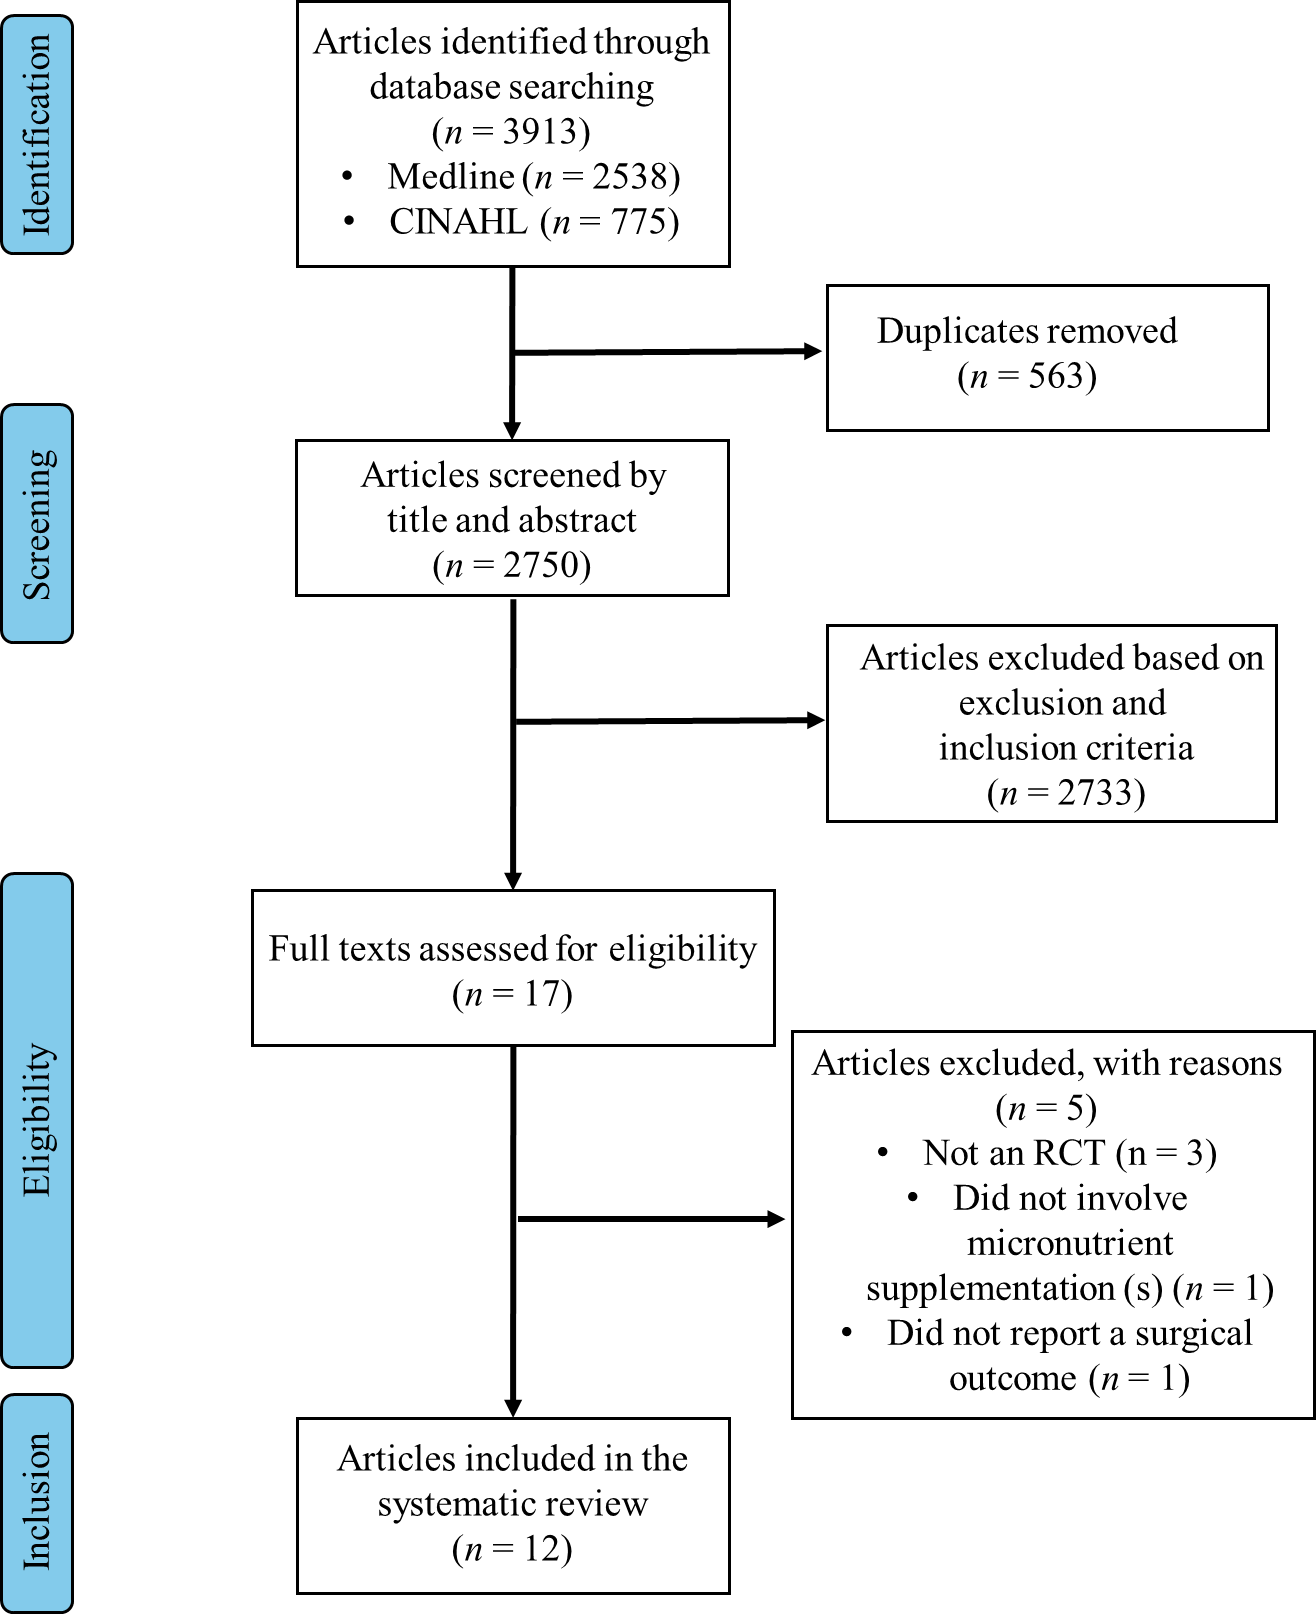 Identification
Articles identified through
database searching
(n = 3913)
• Medline (n = 2538)
• CINAHL (n = 775)
Duplicates removed
(n = 563)
Screening
Articles screened by
title and abstract
(n = 2750)
Articles excluded based on
exclusion and
inclusion criteria
(n = 2733)
Eligibility
Full texts assessed for eligibility
(n = 17)
Articles excluded, with reasons
(n = 5)
• Not an RCT (n = 3)
• Did not involve
micronutrient
supplementation (s) (n = 1)
• Did not report a surgical
outcome (n = 1)
Inclusion
Articles included in the
systematic review
(n = 12)